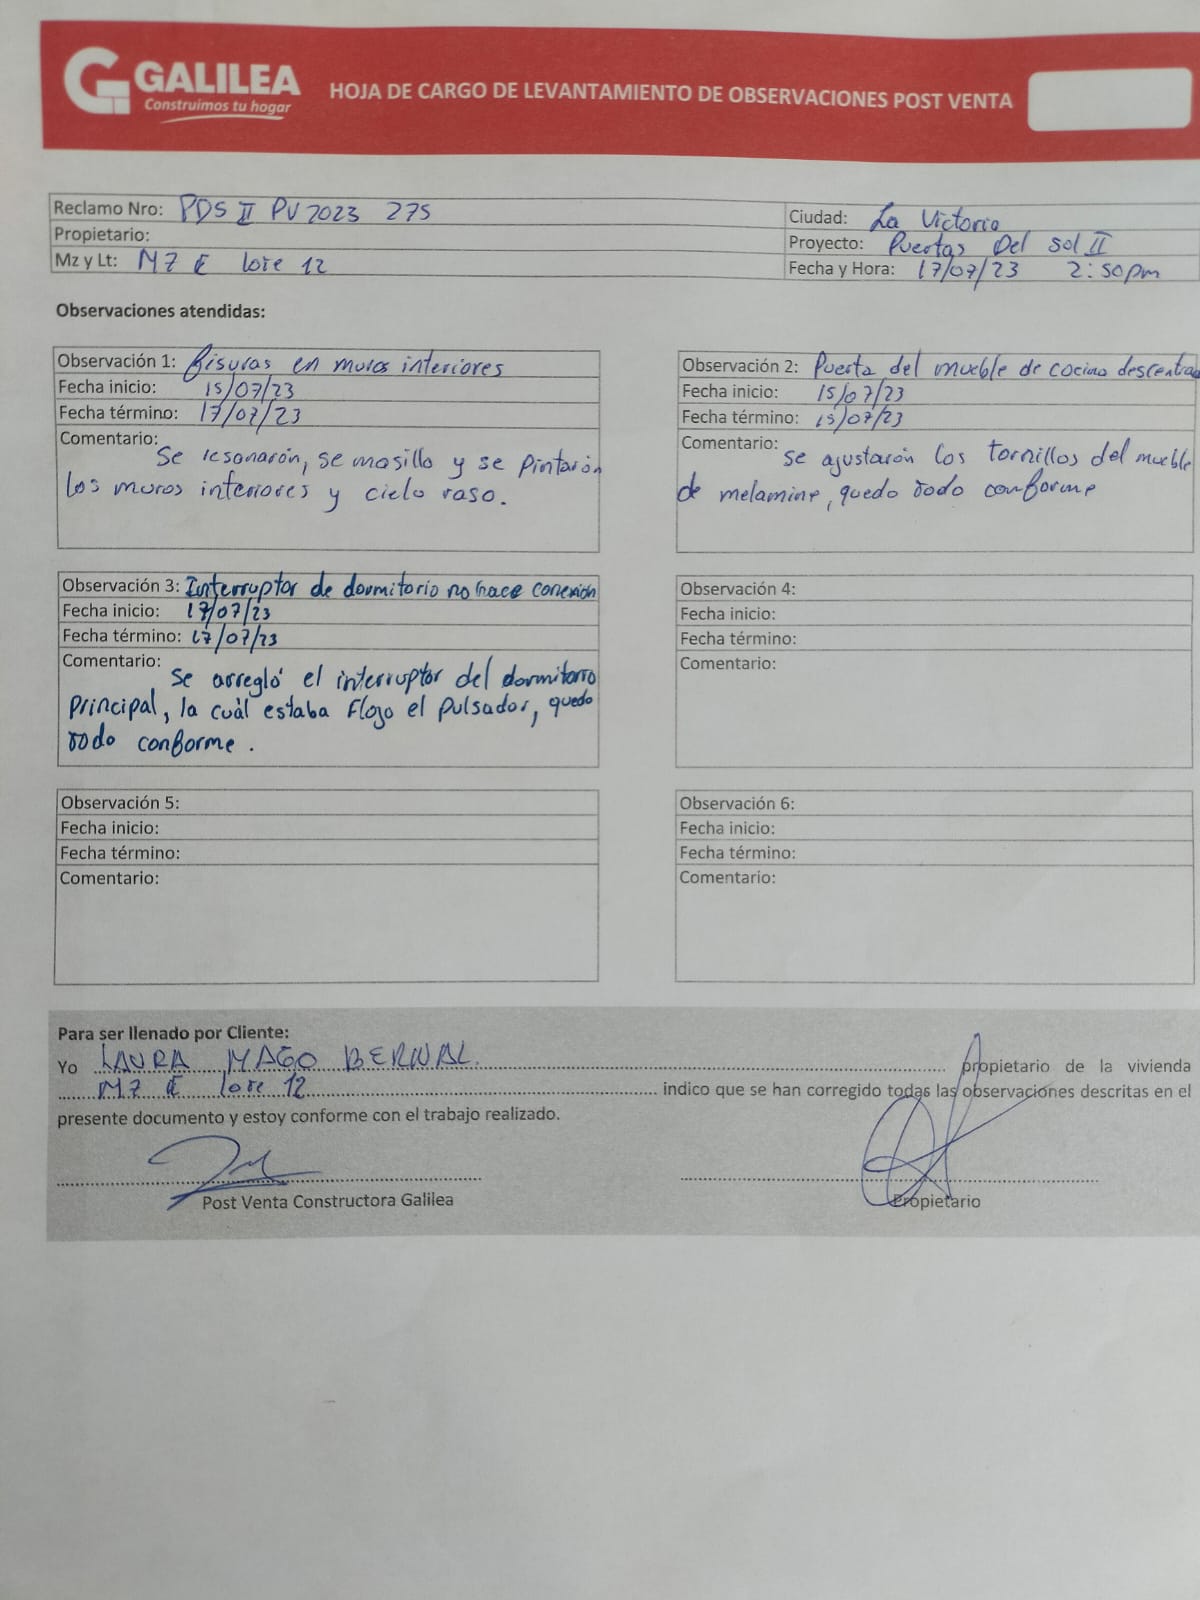 GALILEA
Construimos tu hogar
HOJA DE CARGO DE LEVANTAMIENTO DE OBSERVACIONES POST VENTA
Reclamo Nro: PDS II PV2023 275
Propietario:
Mz y Lt: MZ E lote 12
Ciudad: La Victoria
Proyecto: Puertas Del sol II
Fecha y Hora: 17/07/23 2:50pm
Observaciones atendidas:
Observación 1: fisuras en muros interiores
Fecha inicio: 15/07/23
Fecha término: 17/07/23
Comentario: Se resanarón, se masillo y se pintarón
los muros interiores y cielo raso.
Observación 2: Puerta del mueble de cocina descentrada
Fecha inicio: 15/07/23
Fecha término: 15/07/23
Comentario: se ajustarón los tornillos del mueble
de melamine, quedo todo conforme
Observación 3: Interruptor de dormitorio no hace conexión
Fecha inicio: 17/07/23
Fecha término: 17/07/23
Comentario: Se arregló el interruptor del dormitorio
principal, la cuál estaba flojo el pulsador, quedo
todo conforme.
Observación 4:
Fecha inicio:
Fecha término:
Comentario:
Observación 5:
Fecha inicio:
Fecha término:
Comentario:
Observación 6:
Fecha inicio:
Fecha término:
Comentario:
Para ser llenado por Cliente:
Yo LAURA MAGO BERNAL propietario de la vivienda
MZ E lote 12 indico que se han corregido todas las observaciones descritas en el
presente documento y estoy conforme con el trabajo realizado.
Post Venta Constructora Galilea
Propietario